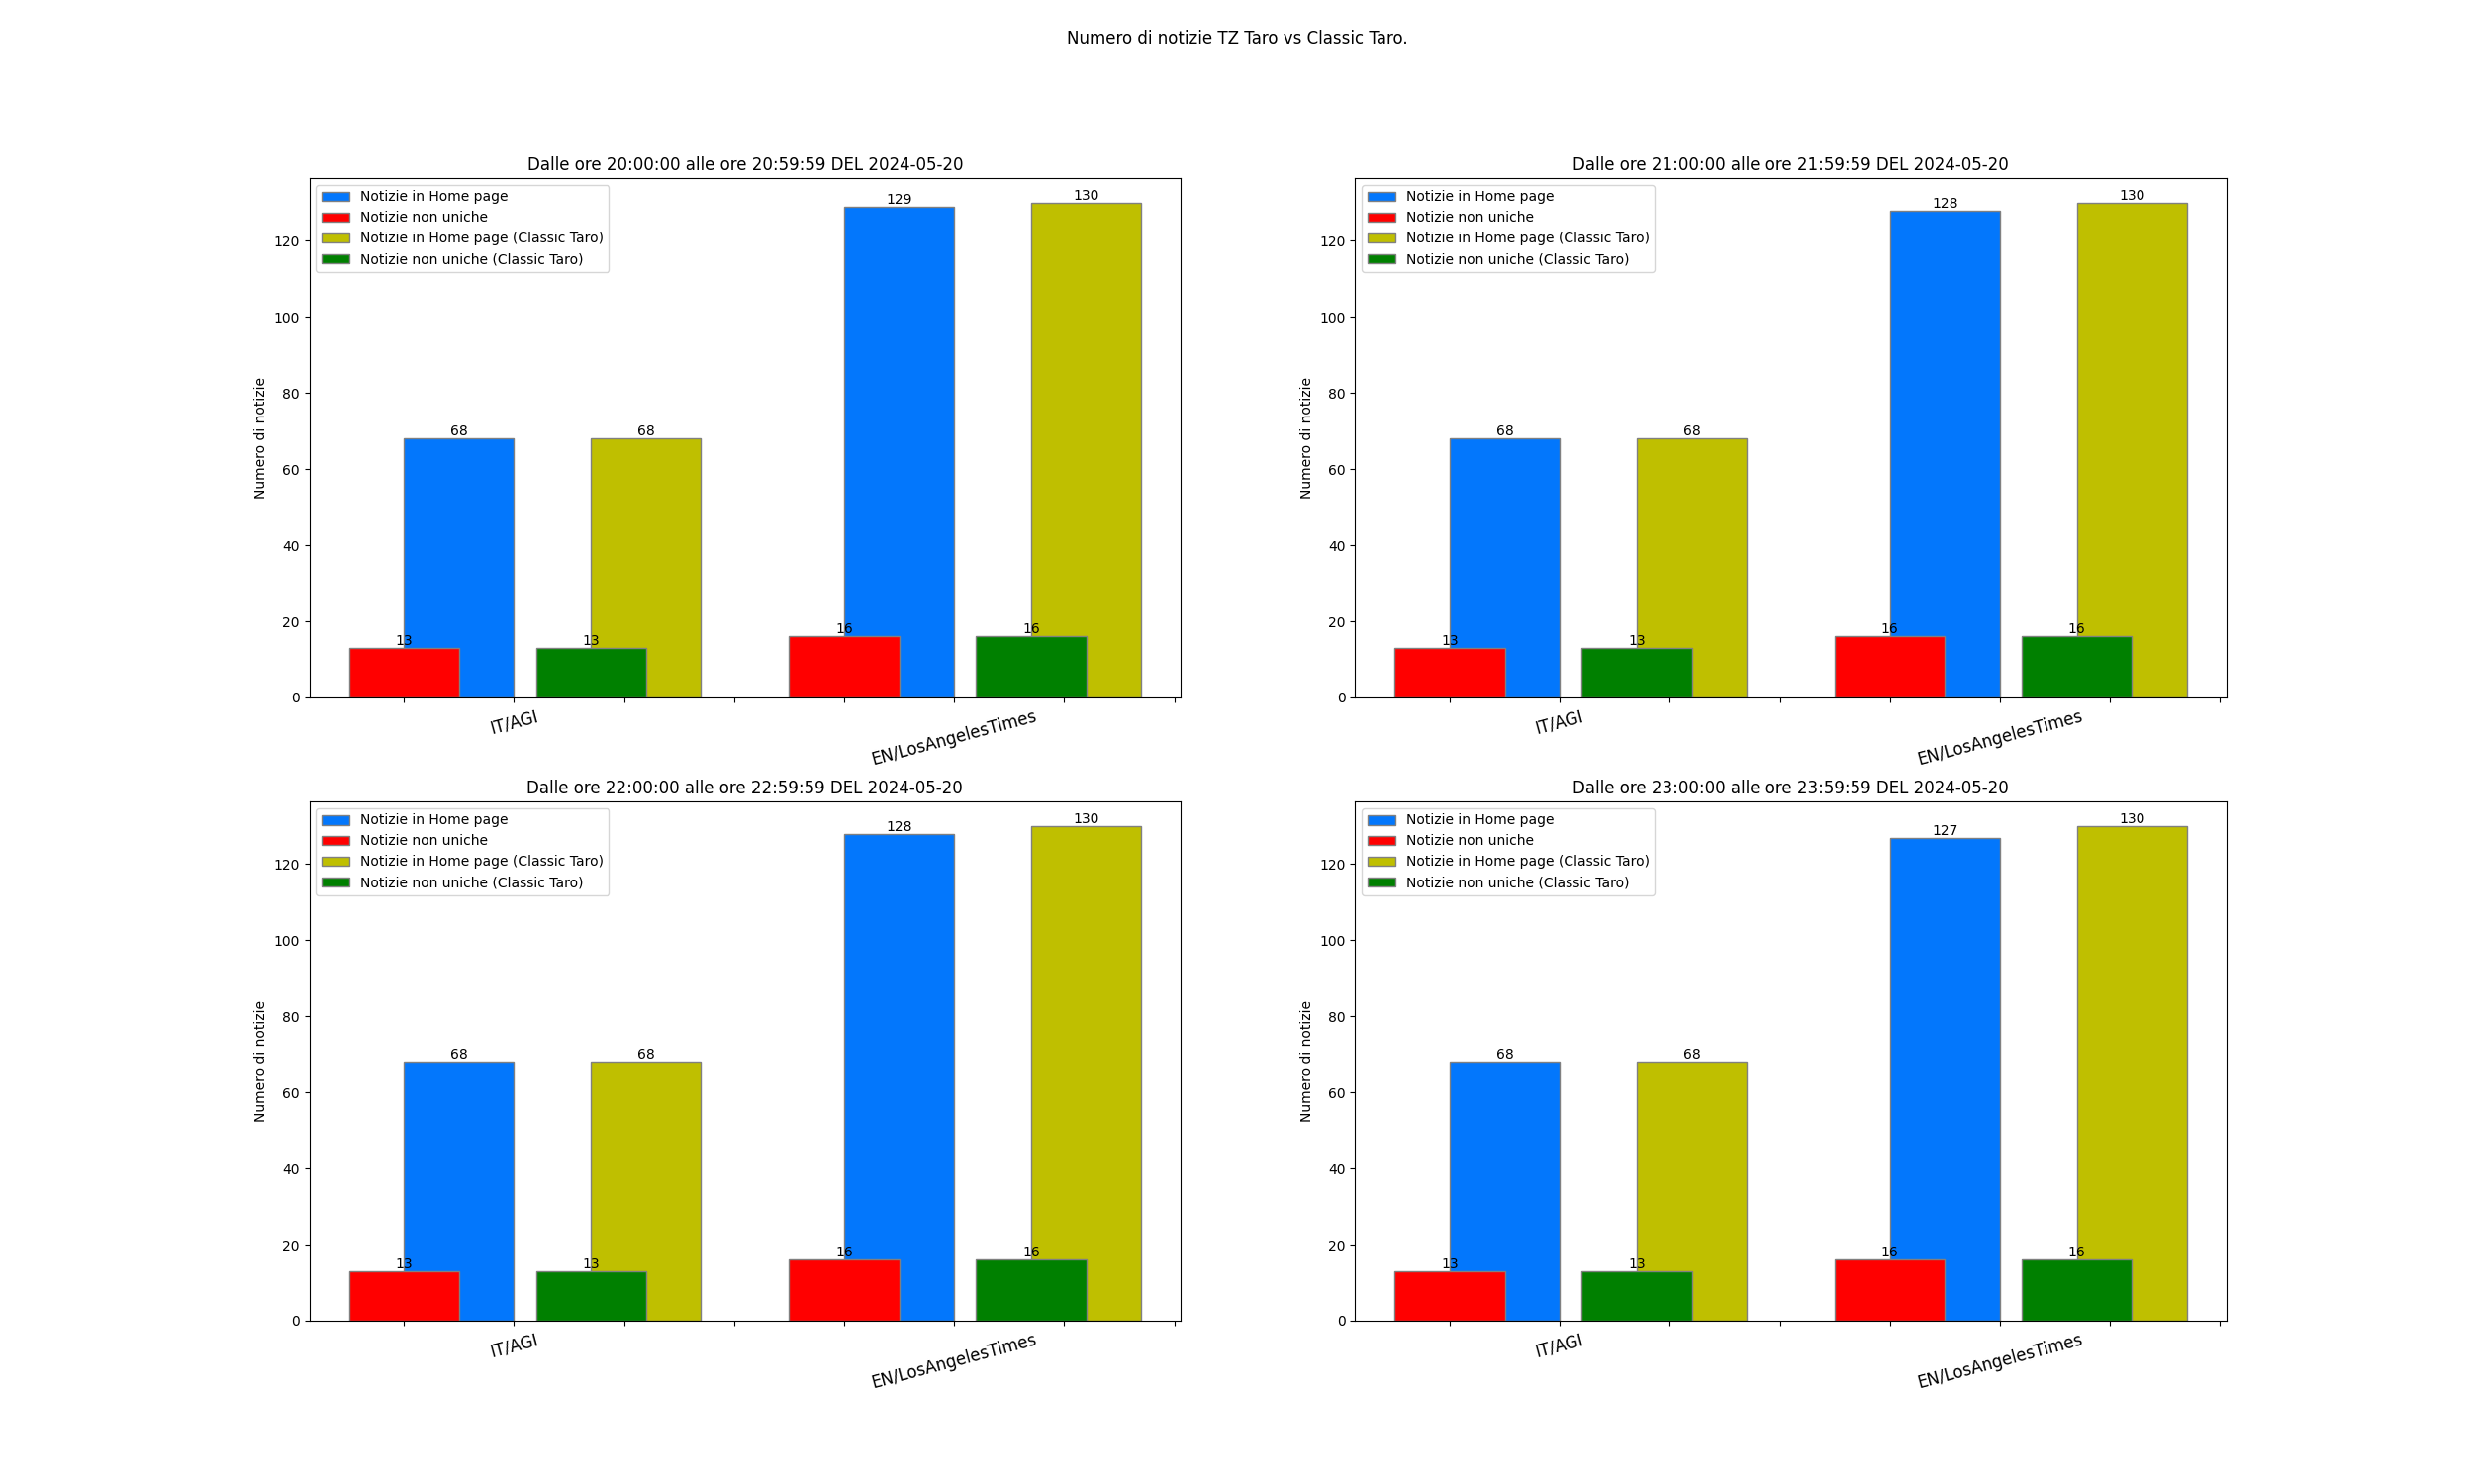 Numero di notizie TZ Taro vs Classic Taro.
Dalle ore 20:00:00 alle ore 20:59:59 DEL 2024-05-20
Notizie in Home page
Notizie non uniche
Notizie in Home page (Classic Taro)
Notizie non uniche (Classic Taro)
129
130
68
68
13
13
16
16
120
100
80
60
40
20
0
Numero di notizie
IT/AGI
EN/LosAngelesTimes
Dalle ore 21:00:00 alle ore 21:59:59 DEL 2024-05-20
Notizie in Home page
Notizie non uniche
Notizie in Home page (Classic Taro)
Notizie non uniche (Classic Taro)
128
130
68
68
13
13
16
16
120
100
80
60
40
20
0
Numero di notizie
IT/AGI
EN/LosAngelesTimes
Dalle ore 22:00:00 alle ore 22:59:59 DEL 2024-05-20
Notizie in Home page
Notizie non uniche
Notizie in Home page (Classic Taro)
Notizie non uniche (Classic Taro)
128
130
68
68
13
13
16
16
120
100
80
60
40
20
0
Numero di notizie
IT/AGI
EN/LosAngelesTimes
Dalle ore 23:00:00 alle ore 23:59:59 DEL 2024-05-20
Notizie in Home page
Notizie non uniche
Notizie in Home page (Classic Taro)
Notizie non uniche (Classic Taro)
127
130
68
68
13
13
16
16
120
100
80
60
40
20
0
Numero di notizie
IT/AGI
EN/LosAngelesTimes